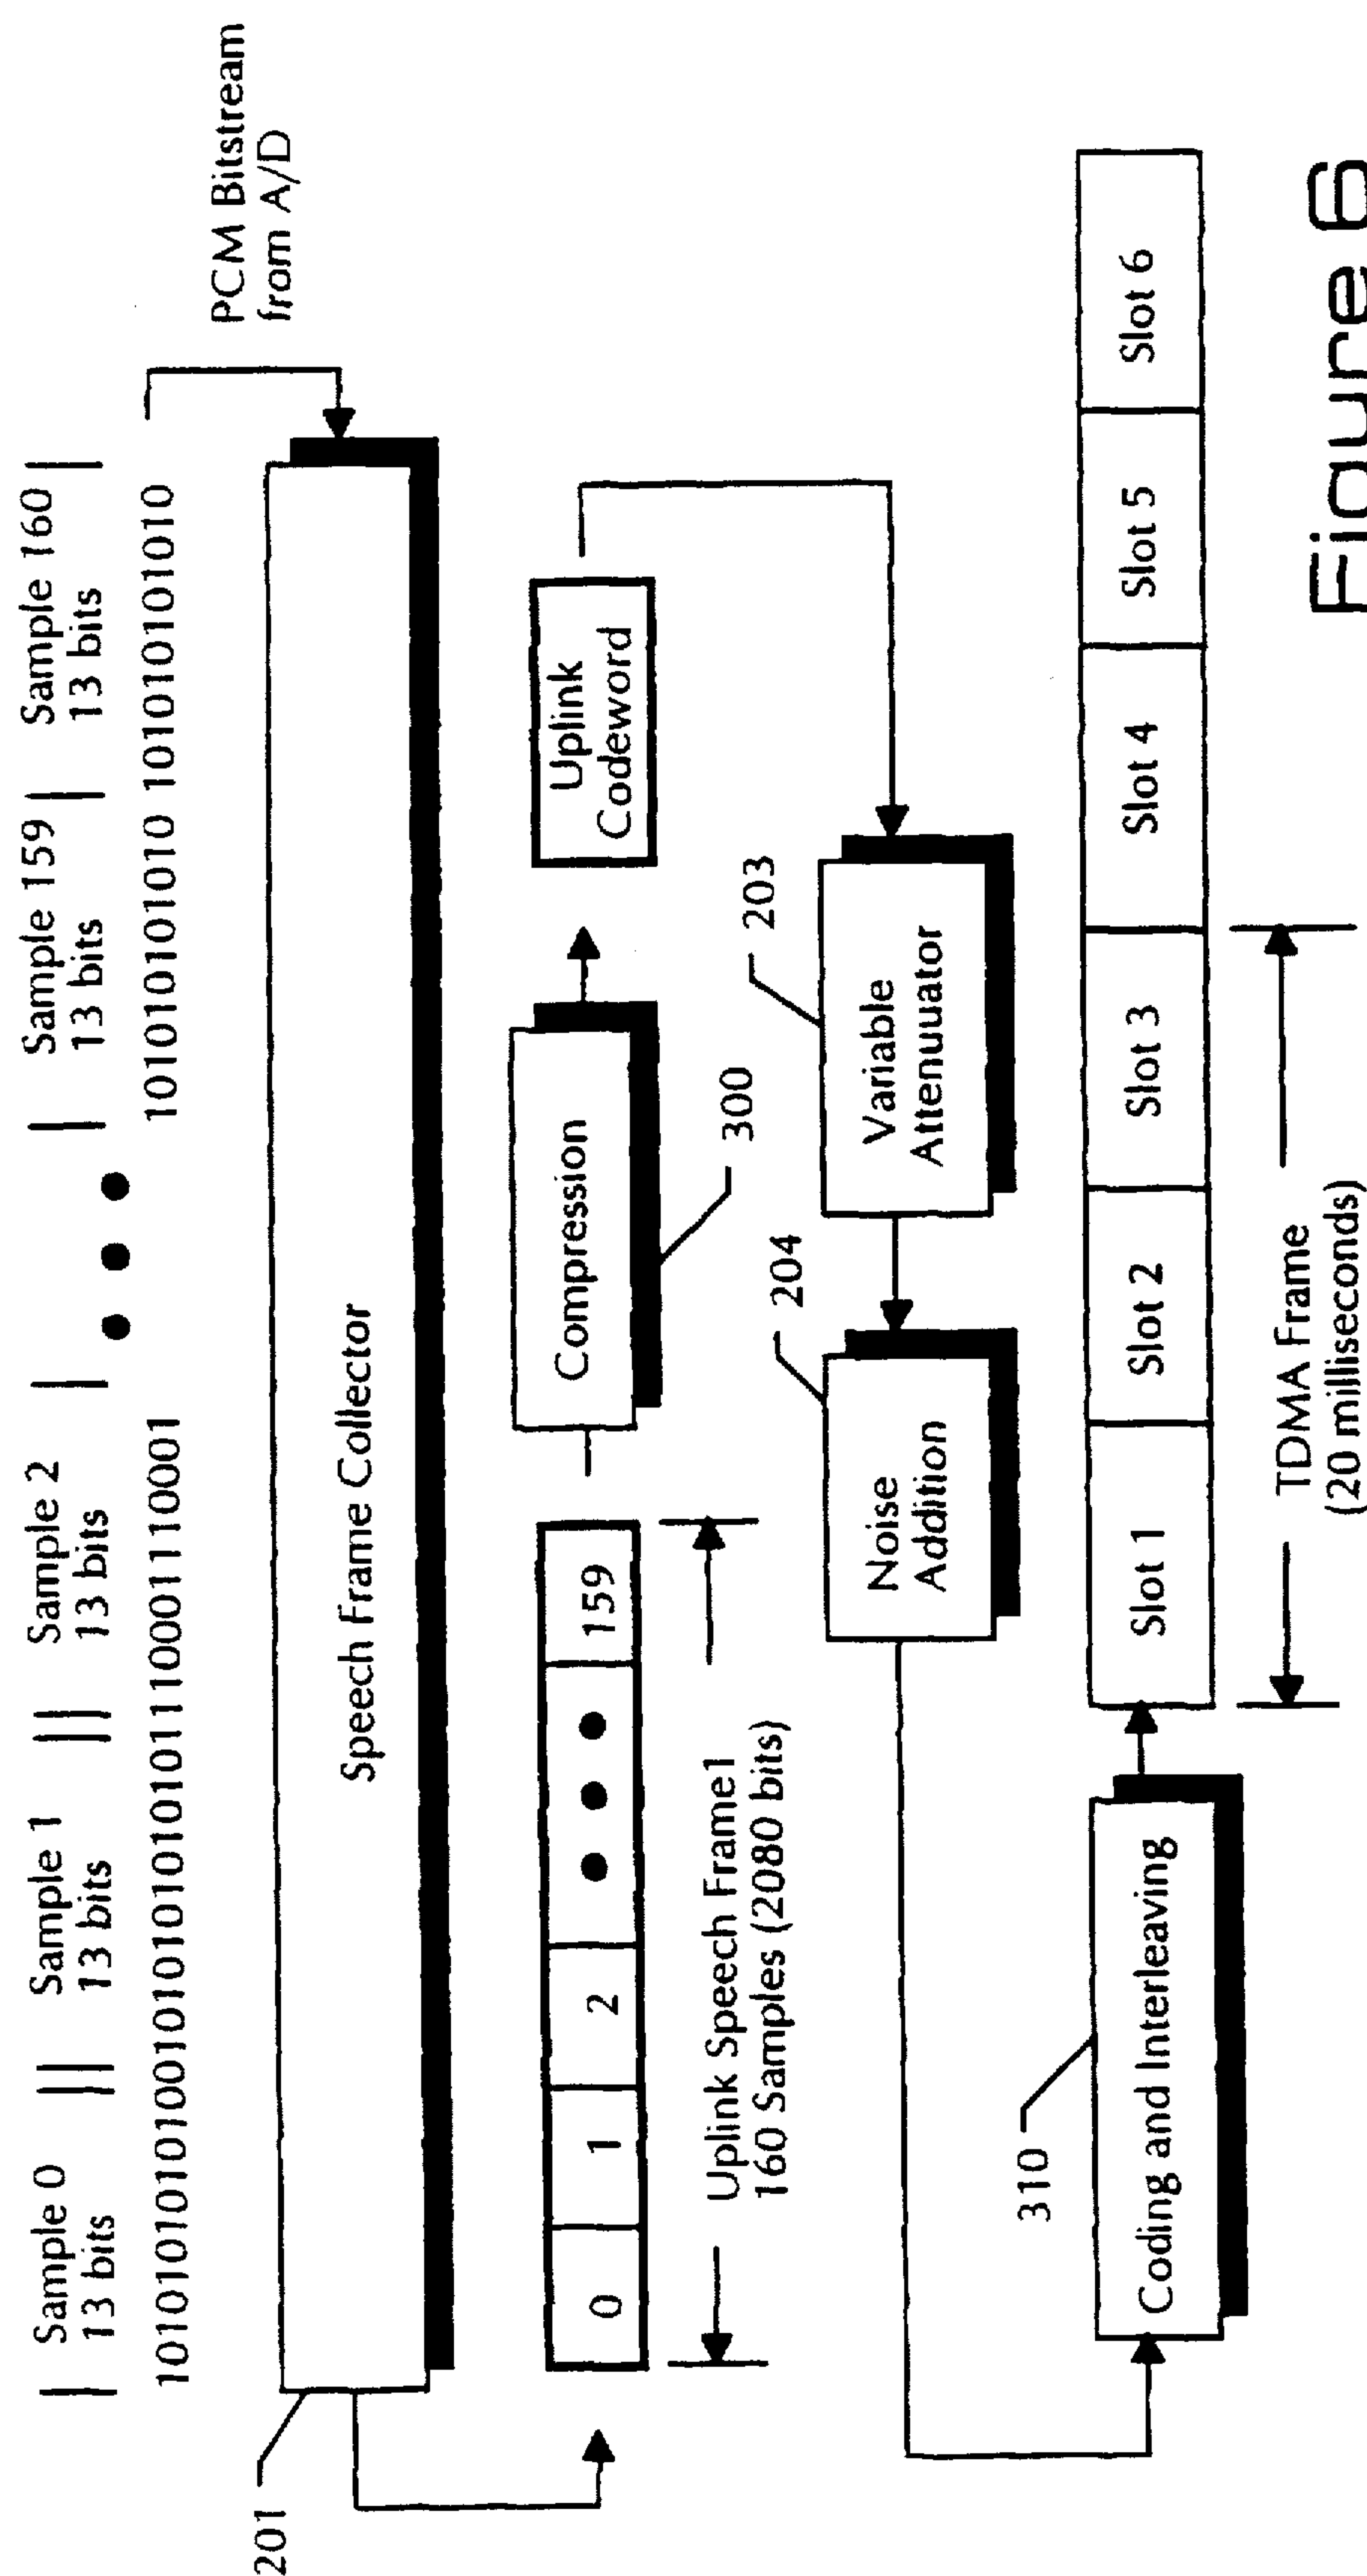 Sample 0
13 bits
Sample 1
13 bits
Sample 2
13 bits
Sample 159
13 bits
Sample 160
13 bits
1010101010010101010101010110001110001
1010101010101 1010101010
PCM Bitstream
from A/D
201
Speech Frame Collector
0
1
2
159
Compression
Uplink
Codeword
Uplink Speech Frame1
160 Samples (2080 bits)
300
204
203
Noise
Addition
Variable
Attenuuator
310
Coding and Interleaving
Slot 1
Slot 2
Slot 3
Slot 4
Slot 5
Slot 6
TDMA Frame
(20 milliseconds)
Figure 6